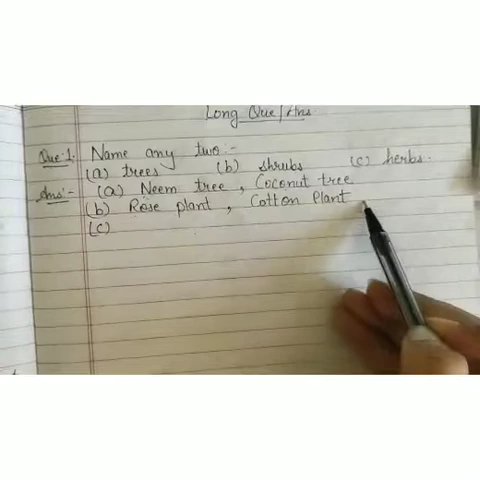 Long Que/Ans.
Que:1. Name any two:-
(a) trees (b) shrubs (c) herbs.
Ans:- (a) Neem tree, Coconut tree
(b) Rose plant, Cotton Plant
(c)